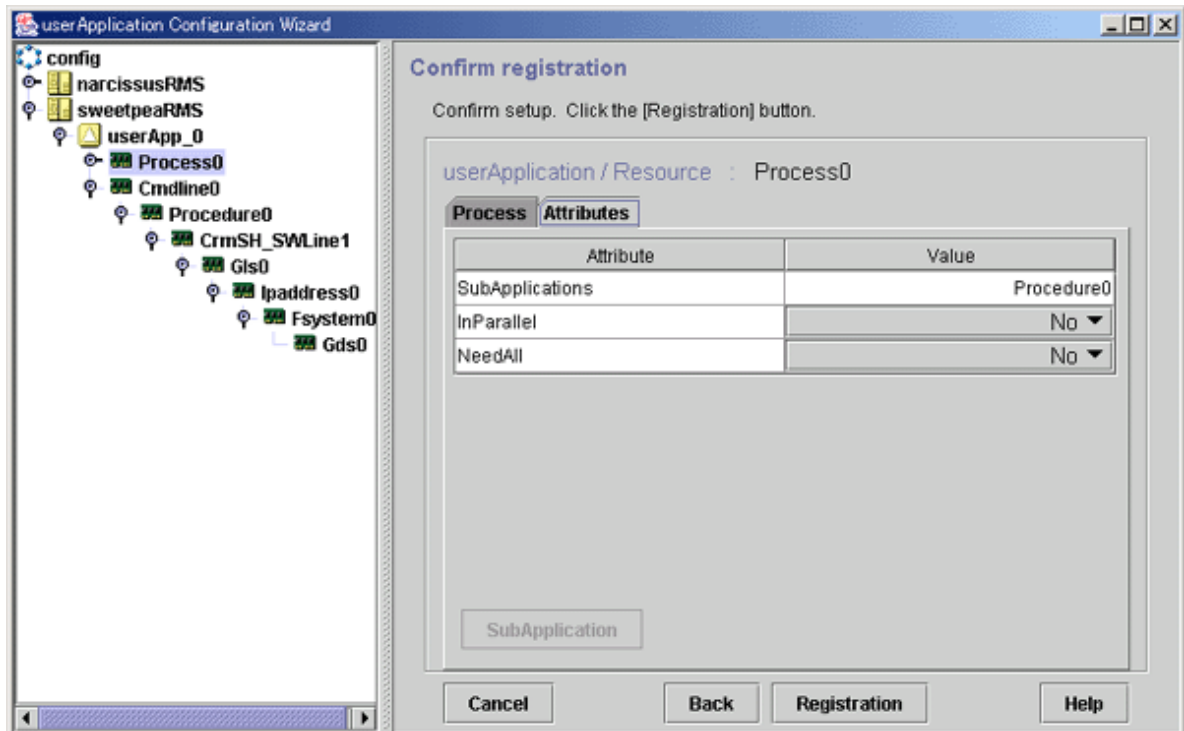 userApplication Configuration Wizard
config
narcissusRMS
sweetpeaRMS
userApp_0
Process0
Cmdline0
Procedure0
CrmSH_SWLine1
Gls0
Ipaddress0
Fsystem0
Gds0
Confirm registration
Confirm setup. Click the [Registration] button.
userApplication / Resource : Process0
Process Attributes
Attribute Value
SubApplications Procedure0
InParallel No
NeedAll No
SubApplication
Cancel Back Registration Help